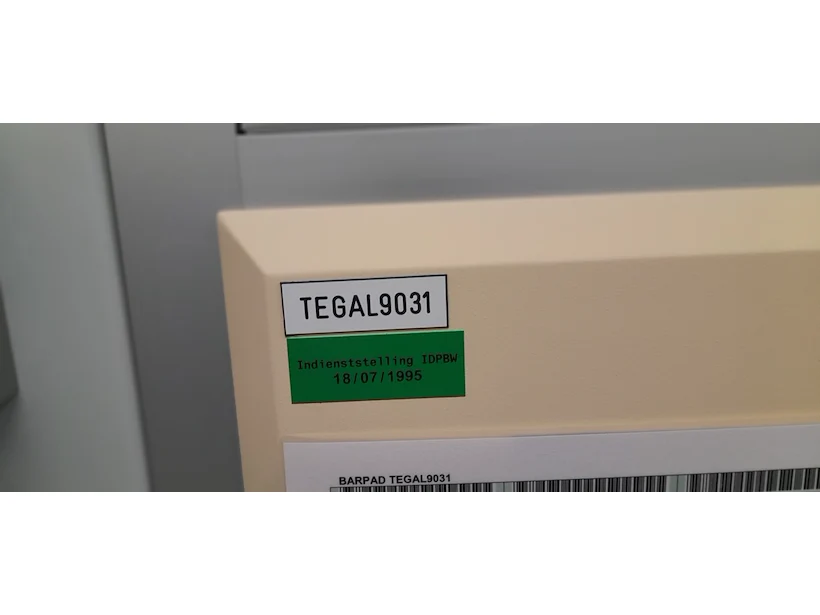 TEGAL9031
Indienststelling IDPBW
18/07/1995
BARPAD TEGAL9031